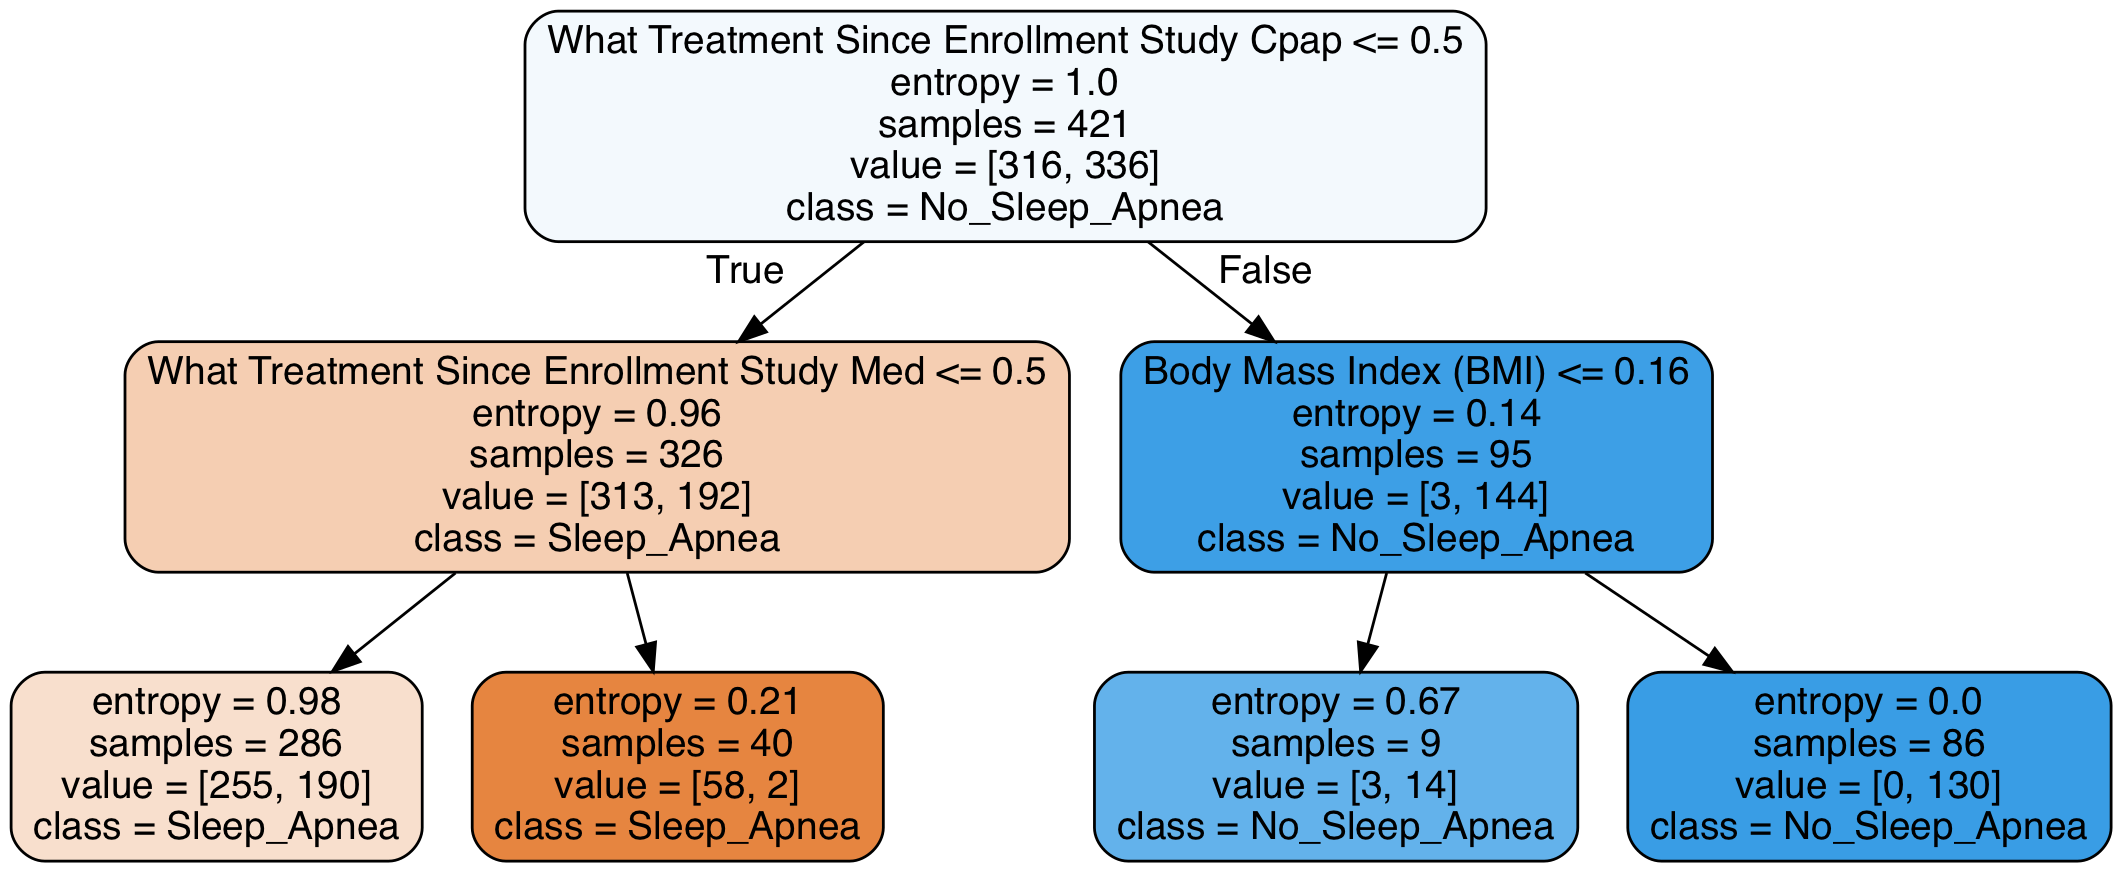 What Treatment Since Enrollment Study Cpap <= 0.5
entropy = 1.0
samples = 421
value = [316, 336]
class = No_Sleep_Apnea
True
False
What Treatment Since Enrollment Study Med <= 0.5
entropy = 0.96
samples = 326
value = [313, 192]
class = Sleep_Apnea
Body Mass Index (BMI) <= 0.16
entropy = 0.14
samples = 95
value = [3, 144]
class = No_Sleep_Apnea
entropy = 0.98
samples = 286
value = [255, 190]
class = Sleep_Apnea
entropy = 0.21
samples = 40
value = [58, 2]
class = Sleep_Apnea
entropy = 0.67
samples = 9
value = [3, 14]
class = No_Sleep_Apnea
entropy = 0.0
samples = 86
value = [0, 130]
class = No_Sleep_Apnea